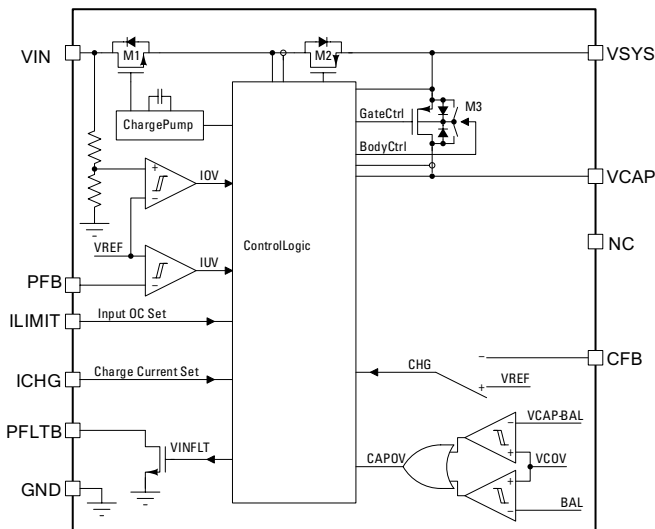 VIN
M1
M2
VSYS
M3
ChargePump
GateCtrl
BodyCtrl
+
IOV
-
VCAP
VREF
ControlLogic
NC
+
IUV
PFB
-
ILIMIT
Input OC Set
-
CFB
CHG
ICHG
Charge Current Set
+
VREF
PFLTB
-
VCAP-BAL
VINFLT
CAPOV
+
VCOV
+
GND
-
BAL